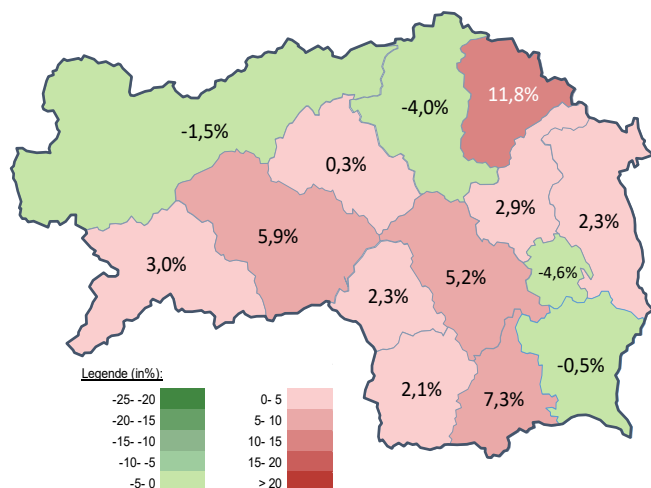 11,8%
-4,0%
-1,5%
0,3%
2,9%
2,3%
5,9%
5,2%
3,0%
-4,6%
2,3%
-0,5%
2,1%
7,3%
Legende (in%):
-25- -20 0- 5
-20- -15 5- 10
-15- -10 10- 15
-10- -5 15- 20
-5- 0 > 20